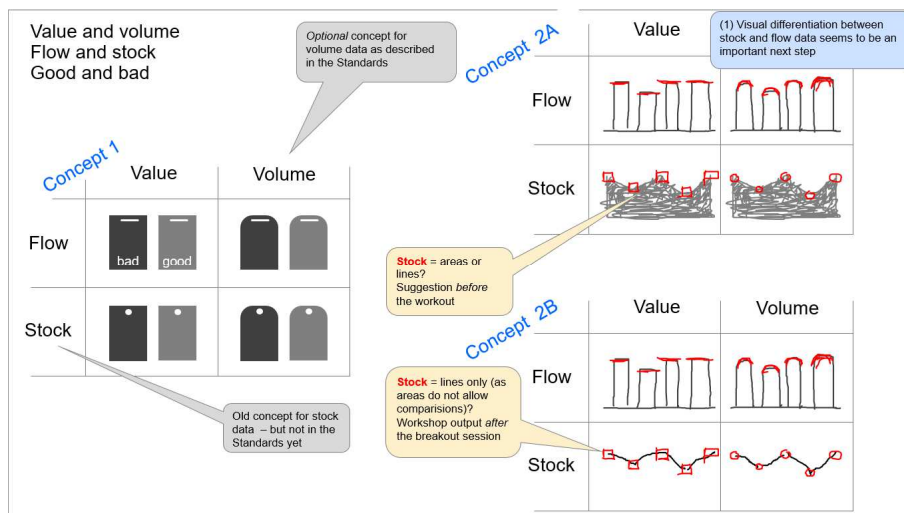 Value and volume
Flow and stock
Good and bad
Optional concept for
volume data as described
in the Standards
Concept 1
Value
Volume
Flow
bad
good
Stock
Old concept for stock
data – but not in the
Standards yet
Concept 2A
Value
(1) Visual differentiation between
stock and flow data seems to be an
important next step
Flow
Stock
Stock = areas or
lines?
Suggestion before
the workout
Concept 2B
Value
Volume
Flow
Stock = lines only (as
areas do not allow
comparisions)?
Workshop output after
the breakout session
Stock